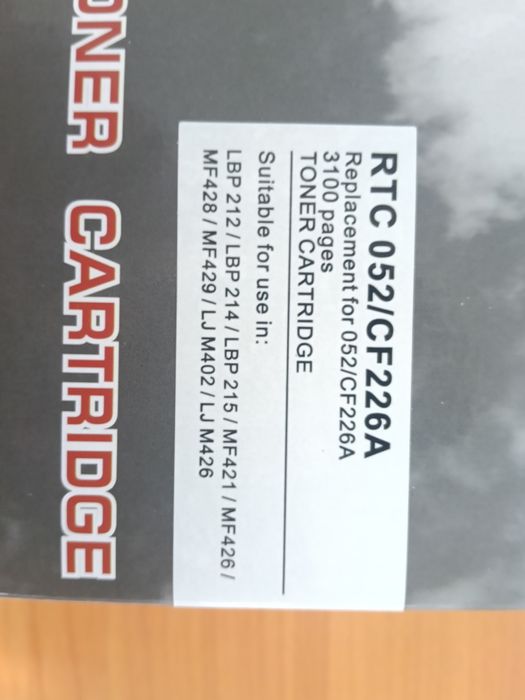 RTC 052/CF226A
Replacement for 052/CF226A
3100 pages
TONER CARTRIDGE
Suitable for use in:
LBP 212 / LBP 214 / LBP 215 / MF421 / MF426 /
MF428 / MF429 / LJ M402 / LJ M426
ONER CARTRIDGE